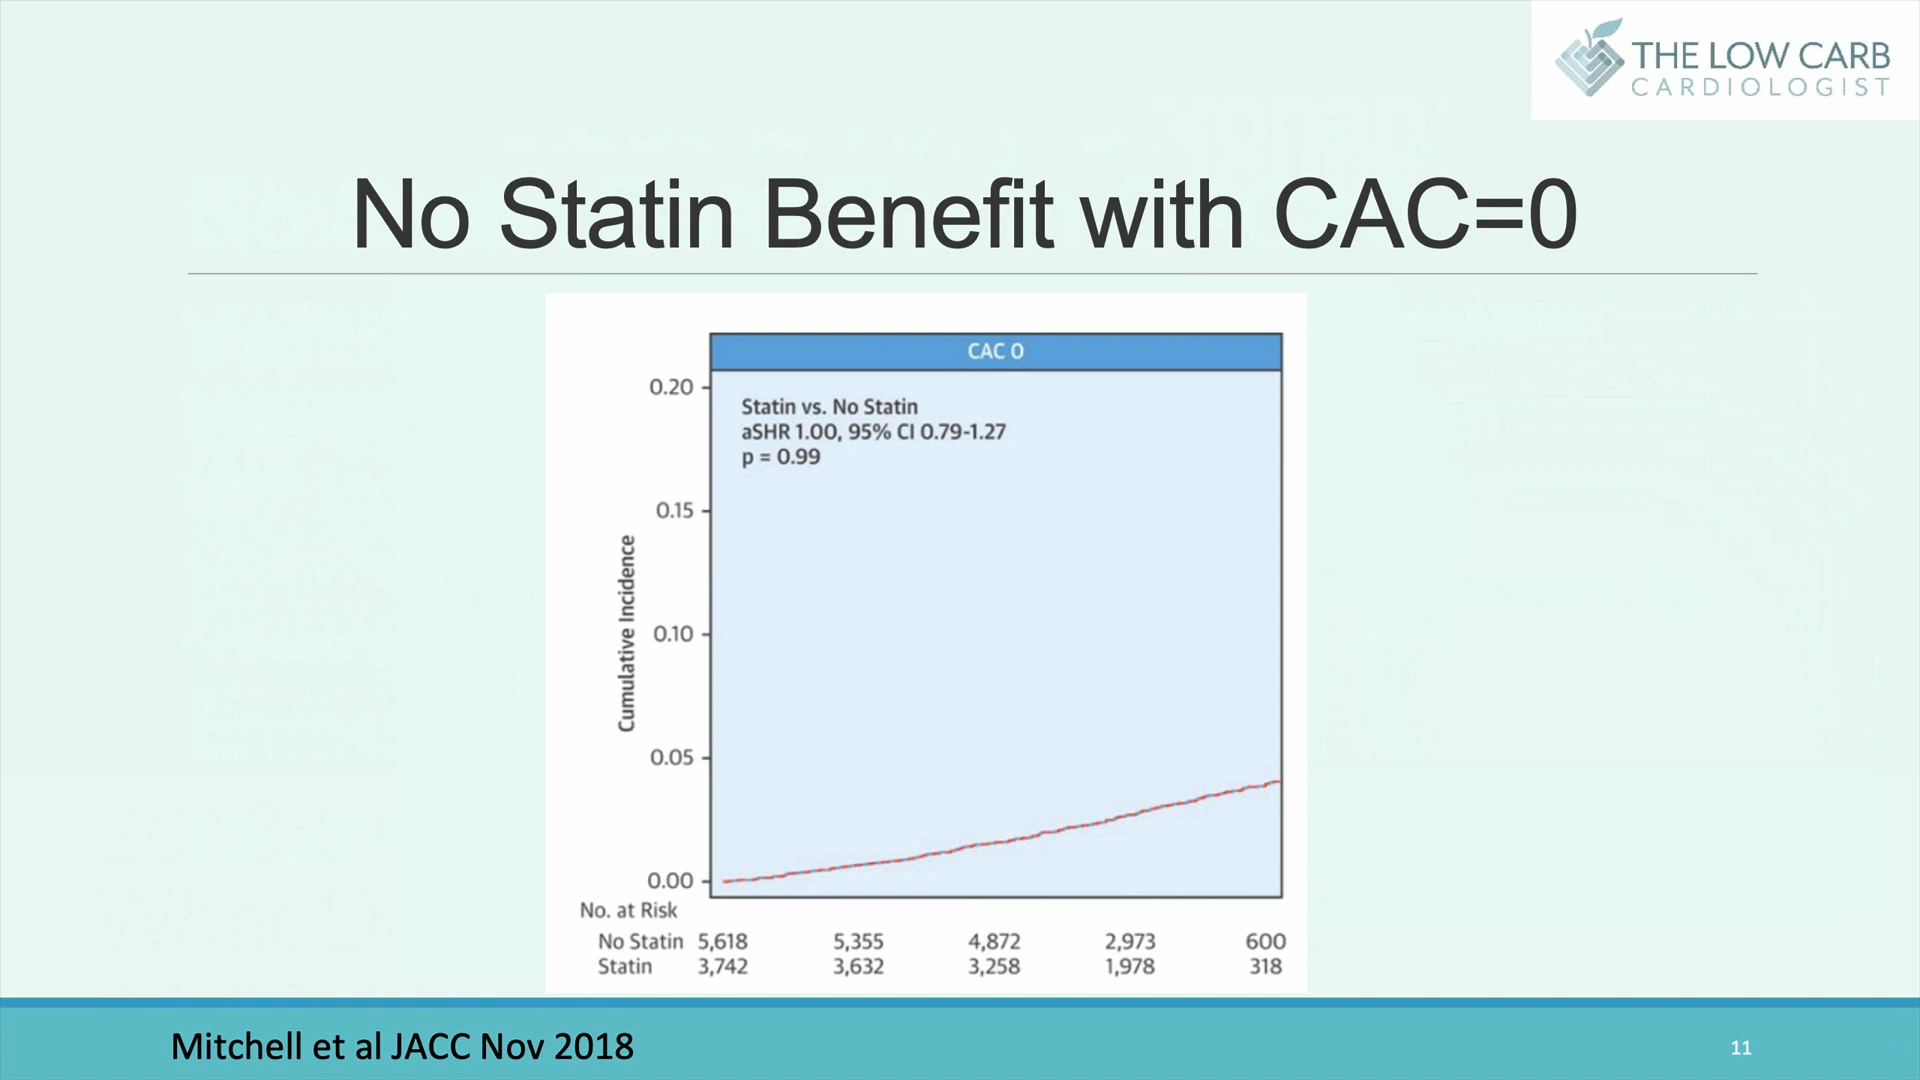 THE LOW CARB
CARDIOLOGIST
No Statin Benefit with CAC=0
CAC 0
Statin vs. No Statin
aSHR 1.00, 95% CI 0.79-1.27
p = 0.99
Cumulative Incidence
0.20
0.15
0.10
0.05
0.00
No. at Risk
No Statin 5,618 5,355 4,872 2,973 600
Statin 3,742 3,632 3,258 1,978 318
Mitchell et al JACC Nov 2018
11